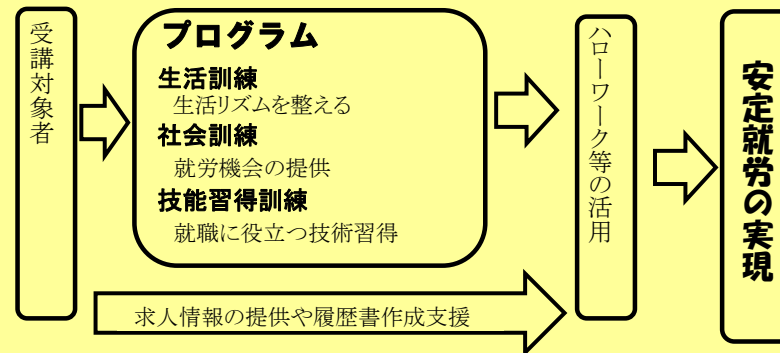 受講対象者
プログラム
生活訓練
生活リズムを整える
社会訓練
就労機会の提供
技能習得訓練
就職に役立つ技術習得
ハローワーク等の活用
安定就労の実現
求人情報の提供や履歴書作成支援